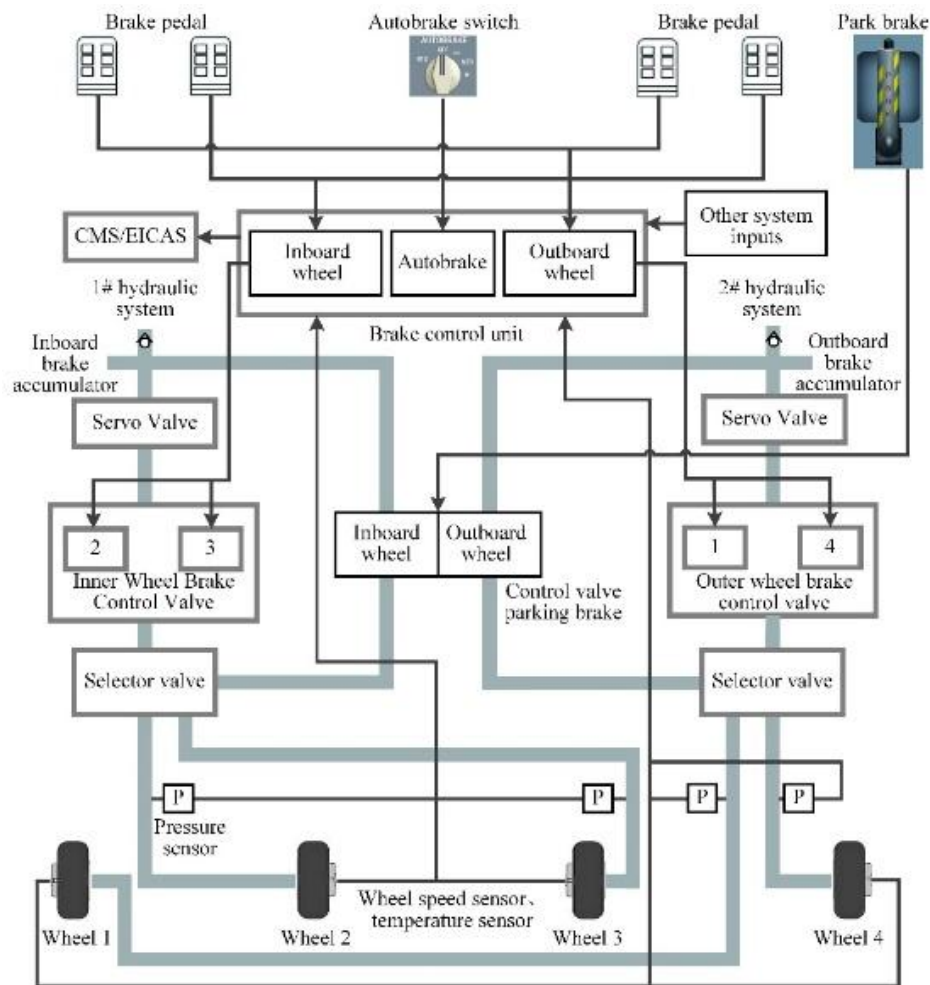 Brake pedal
Autobrake switch
Brake pedal
Park brake
AUTOBRAKE
CMS/EICAS
Inboard
wheel
Autobrake
Outboard
wheel
Other system
inputs
Brake control unit
1# hydraulic
system
2# hydraulic
system
Inboard
brake
accumulator
Outboard
brake
accumulator
Servo Valve
Servo Valve
2
3
Inner Wheel Brake
Control Valve
Inboard
wheel
Outboard
wheel
Control valve
parking brake
1
4
Outer wheel brake
control valve
Selector valve
Selector valve
P
P
P
P
Pressure
sensor
Wheel speed sensor、
temperature sensor
Wheel 1
Wheel 2
Wheel 3
Wheel 4